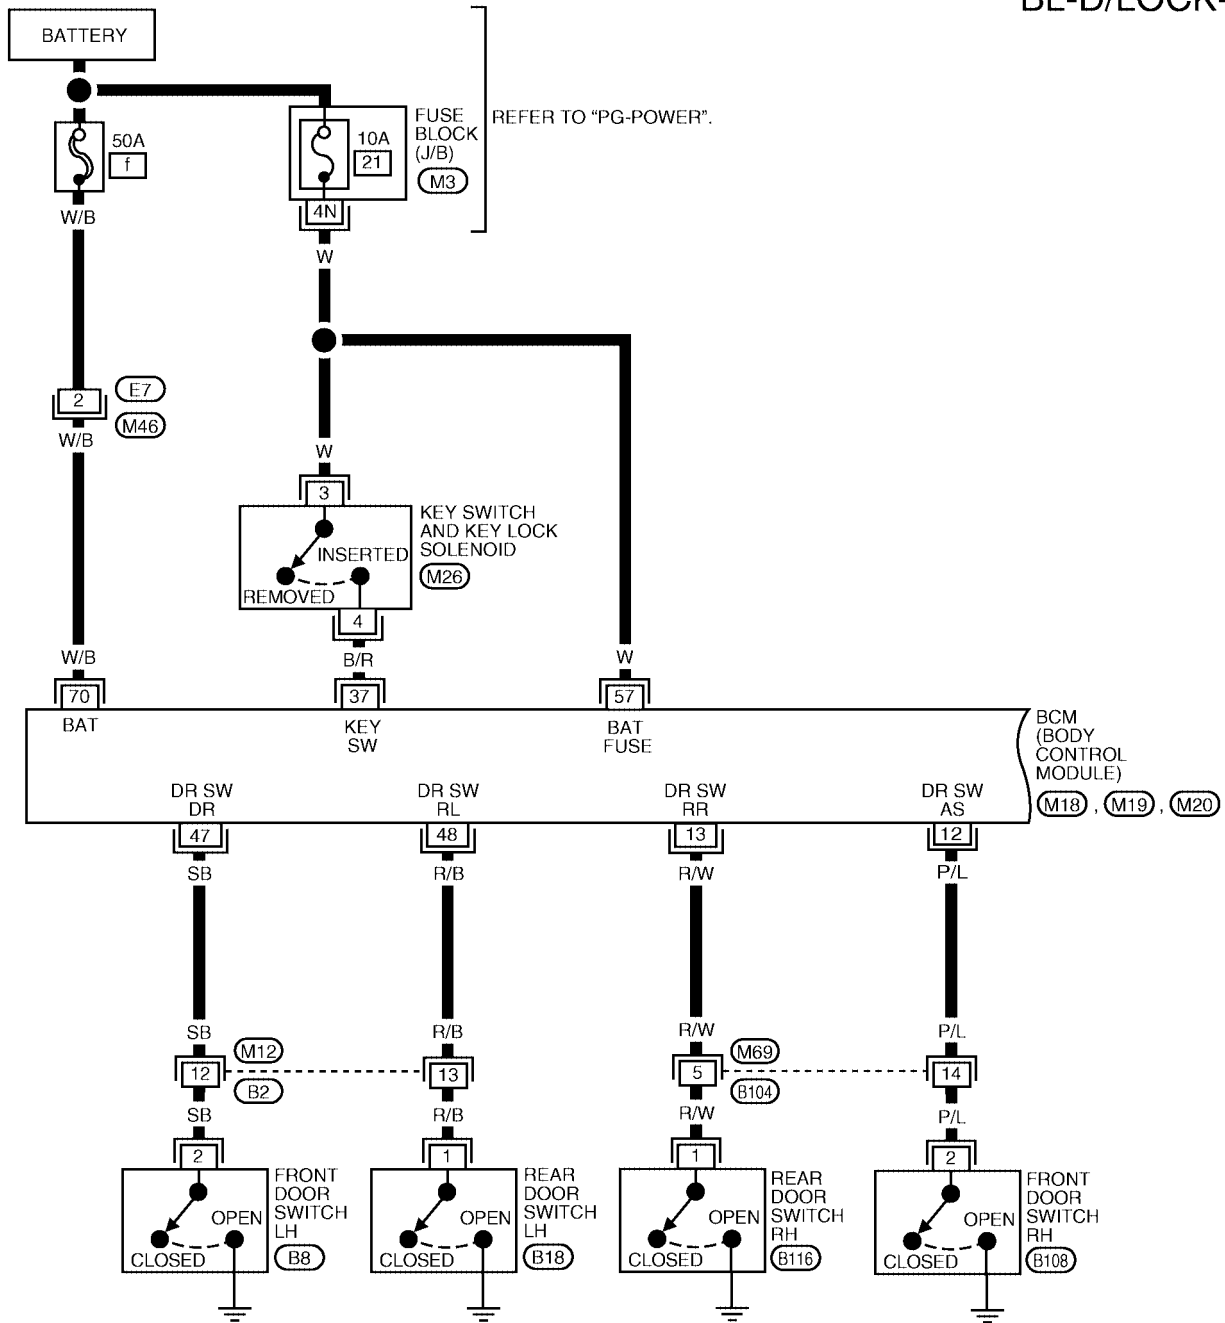 BL-D/LOCK-
BATTERY
50A
f
10A
21
FUSE
BLOCK
(J/B)
M3
REFER TO “PG-POWER”.
4N
W/B
W
2
E7
M46
W/B
W
3
KEY SWITCH
AND KEY LOCK
SOLENOID
M26
INSERTED
REMOVED
4
W/B
B/R
W
70
37
57
BAT
KEY
SW
BAT
FUSE
BCM
(BODY
CONTROL
MODULE)
M18 , M19 , M20
DR SW
DR
DR SW
RL
DR SW
RR
DR SW
AS
47
48
13
12
SB
R/B
R/W
P/L
SB
R/B
R/W
P/L
12
M12
B2
13
5
M69
B104
14
SB
R/B
R/W
P/L
2
1
1
2
FRONT
DOOR
SWITCH
LH
B8
OPEN
CLOSED
REAR
DOOR
SWITCH
LH
B18
OPEN
CLOSED
REAR
DOOR
SWITCH
RH
B116
OPEN
CLOSED
FRONT
DOOR
SWITCH
RH
B108
OPEN
CLOSED